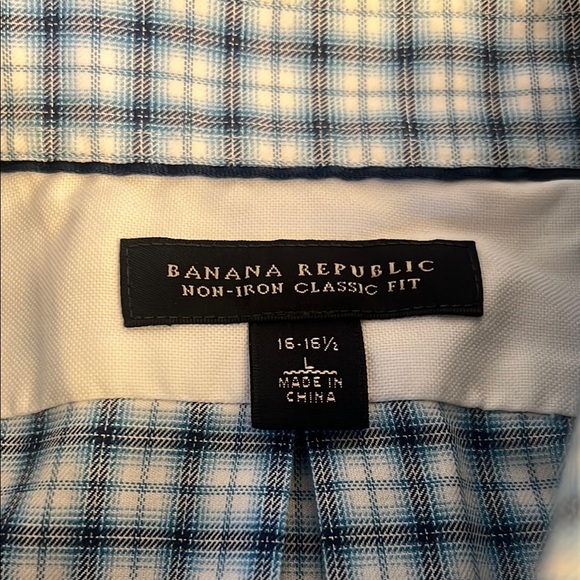 BANANA REPUBLIC
NON-IRON CLASSIC FIT
16-16½
L
MADE IN
CHINA